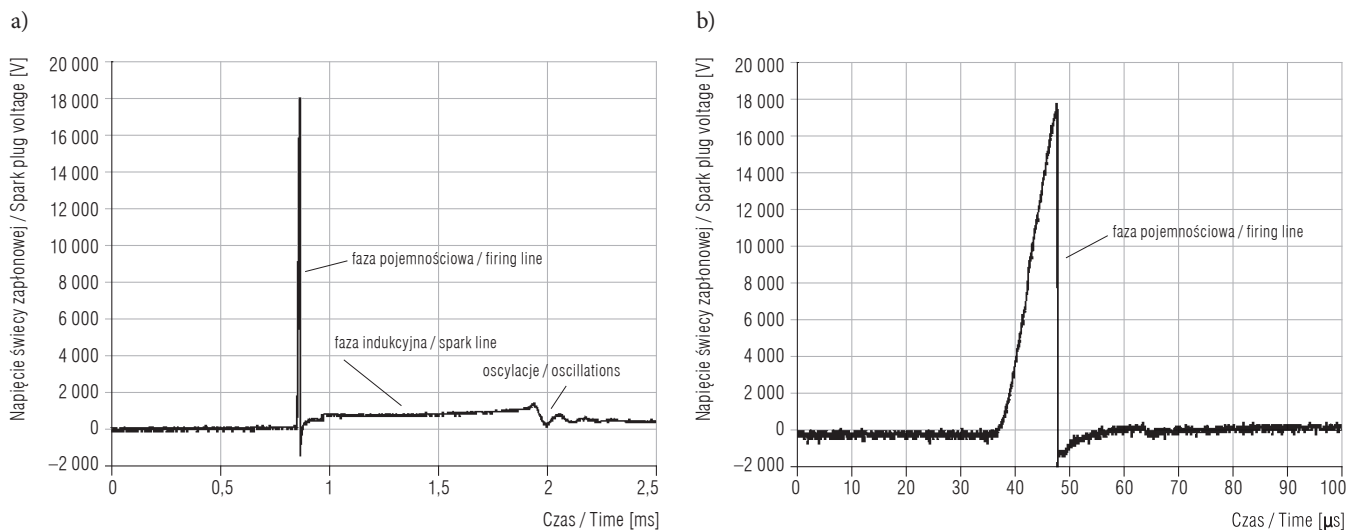 a)
Napięcie świecy zapłonowej / Spark plug voltage [V]
20 000
18 000
16 000
14 000
12 000
10 000
8 000
6 000
4 000
2 000
0
–2 000
faza pojemnościowa / firing line
faza indukcyjna / spark line
oscylacje / oscillations
0 0,5 1 1,5 2 2,5
Czas / Time [ms]
b)
Napięcie świecy zapłonowej / Spark plug voltage [V]
20 000
18 000
16 000
14 000
12 000
10 000
8 000
6 000
4 000
2 000
0
–2 000
faza pojemnościowa / firing line
0 10 20 30 40 50 60 70 80 90 100
Czas / Time [µs]